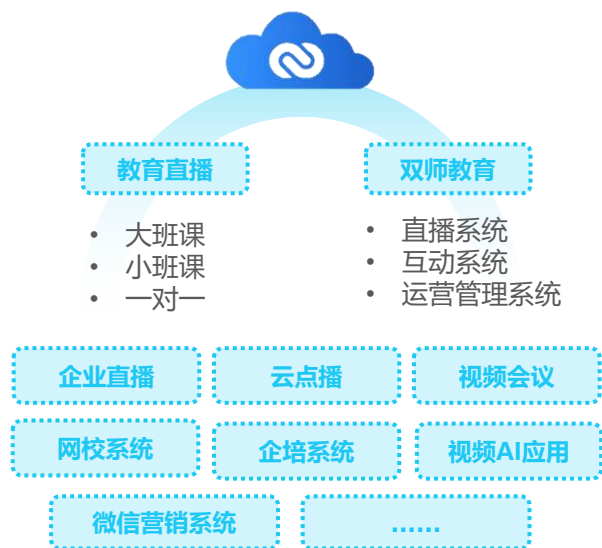 教育直播
双师教育
• 大班课
• 小班课
• 一对一
• 直播系统
• 互动系统
• 运营管理系统
企业直播
云点播
视频会议
网校系统
企培系统
视频AI应用
微信营销系统
......